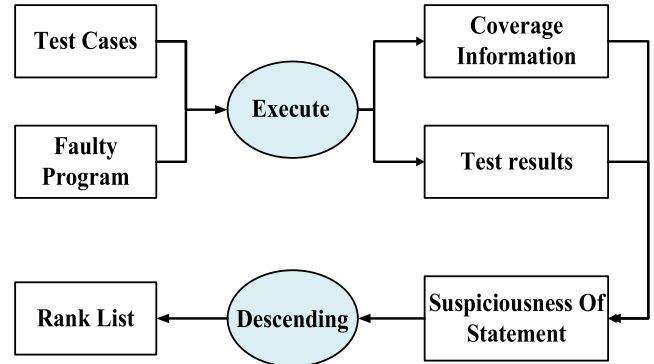 Test Cases
Faulty
Program
Execute
Coverage
Information
Test results
Suspiciousness Of
Statement
Descending
Rank List